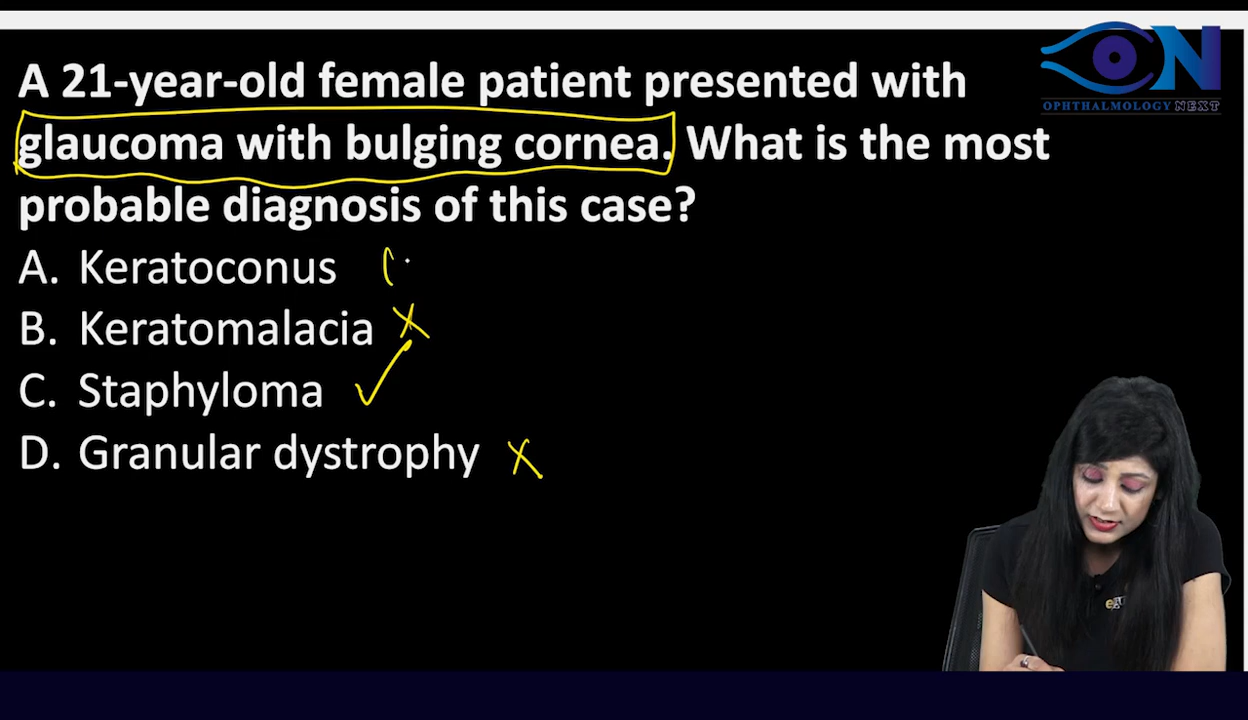 ON
OPHTHALMOLOGY NEXT
A 21-year-old female patient presented with
glaucoma with bulging cornea. What is the most
probable diagnosis of this case?
A. Keratoconus
B. Keratomalacia
C. Staphyloma
D. Granular dystrophy